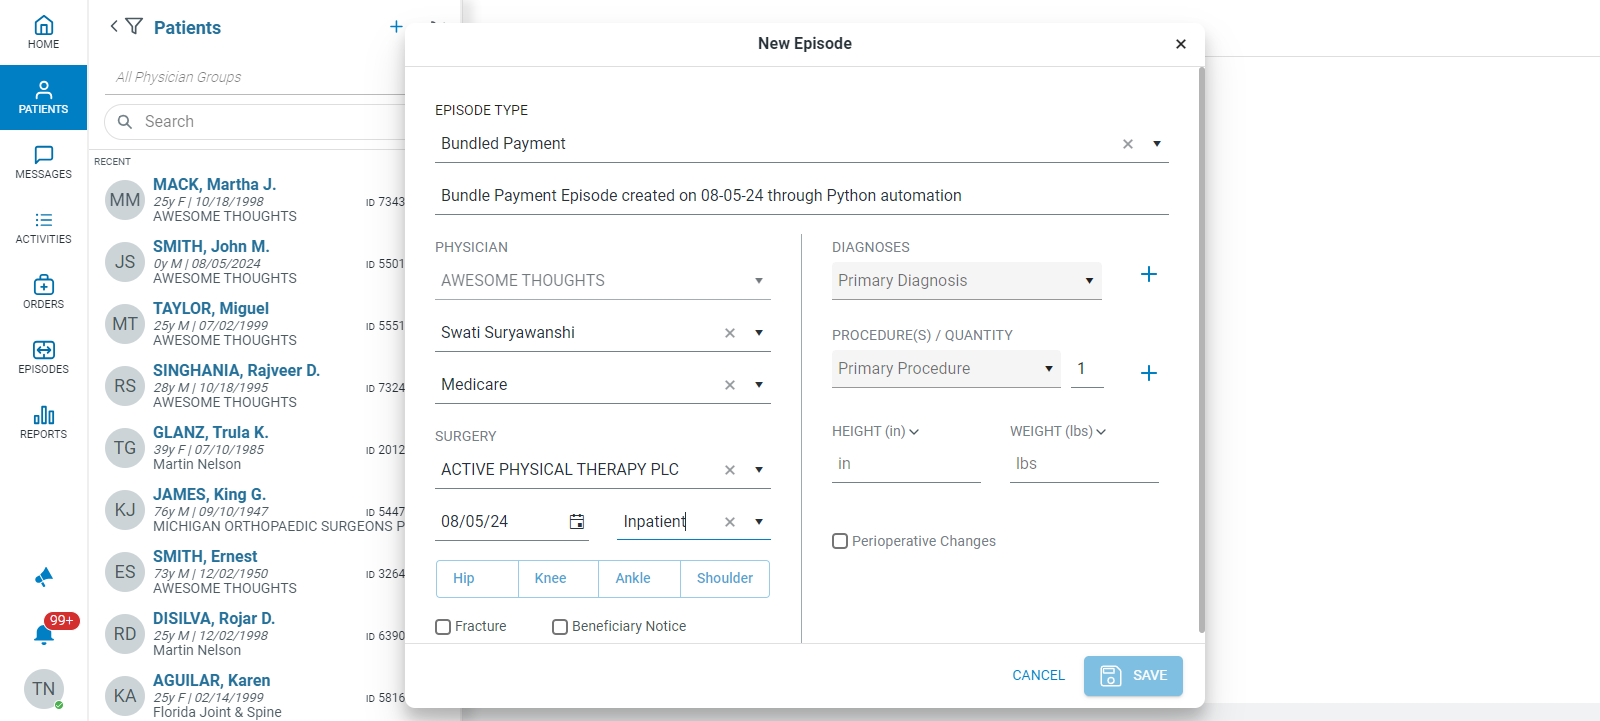 HOME
PATIENTS
MESSAGES
ACTIVITIES
ORDERS
EPISODES
REPORTS
99+
TN
Patients
All Physician Groups
Search
RECENT
MM
MACK, Martha J.
25y F | 10/18/1998
ID 7343
AWESOME THOUGHTS
JS
SMITH, John M.
0y M | 08/05/2024
ID 5501
AWESOME THOUGHTS
MT
TAYLOR, Miguel
25y M | 07/02/1999
ID 5551
AWESOME THOUGHTS
RS
SINGHANIA, Rajveer D.
28y M | 10/18/1995
ID 7324
AWESOME THOUGHTS
TG
GLANZ, Trula K.
39y F | 07/10/1985
ID 2012
Martin Nelson
KJ
JAMES, King G.
76y M | 09/10/1947
ID 5447
MICHIGAN ORTHOPAEDIC SURGEONS P
ES
SMITH, Ernest
73y M | 12/02/1950
ID 3264
AWESOME THOUGHTS
RD
DISILVA, Rojar D.
25y M | 12/02/1998
ID 6390
Martin Nelson
KA
AGUILAR, Karen
25y F | 02/14/1999
ID 5816
Florida Joint & Spine
New Episode
EPISODE TYPE
Bundled Payment
Bundle Payment Episode created on 08-05-24 through Python automation
PHYSICIAN
AWESOME THOUGHTS
Swati Suryawanshi
Medicare
SURGERY
ACTIVE PHYSICAL THERAPY PLC
08/05/24
Inpatient
Hip Knee Ankle Shoulder
Fracture
Beneficiary Notice
DIAGNOSES
Primary Diagnosis
PROCEDURE(S) / QUANTITY
Primary Procedure
1
HEIGHT (in)
WEIGHT (lbs)
in
lbs
Perioperative Changes
CANCEL
SAVE